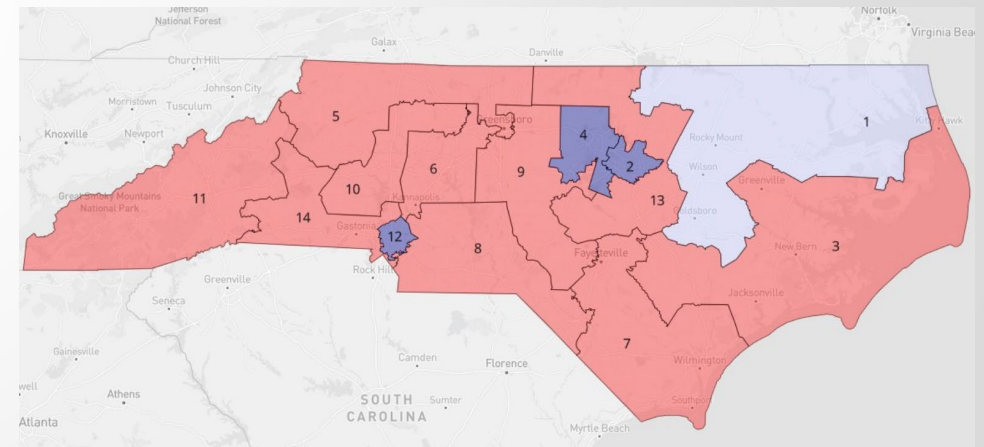 Jefferson
National Forest
Norfolk
Virginia Bea
Galax
Danville
Church Hill
Johnson City
Morristown
Tusculum
Knoxville
Newport
5
Greensboro
4
1
Kitty Hawk
Rocky Mount
2
Wilson
6
9
Great Smoky Mountains
National Park
11
10
Kannapolis
Greenville
13
14
Goldsboro
Gastonia
12
8
Fayetteville
New Bern
3
Rock Hill
Greenville
Seneca
Jacksonville
7
Gainesville
Camden
Florence
Wilmington
well
Athens
SOUTH
CAROLINA
Sumter
Southport
Atlanta
Myrtle Beach